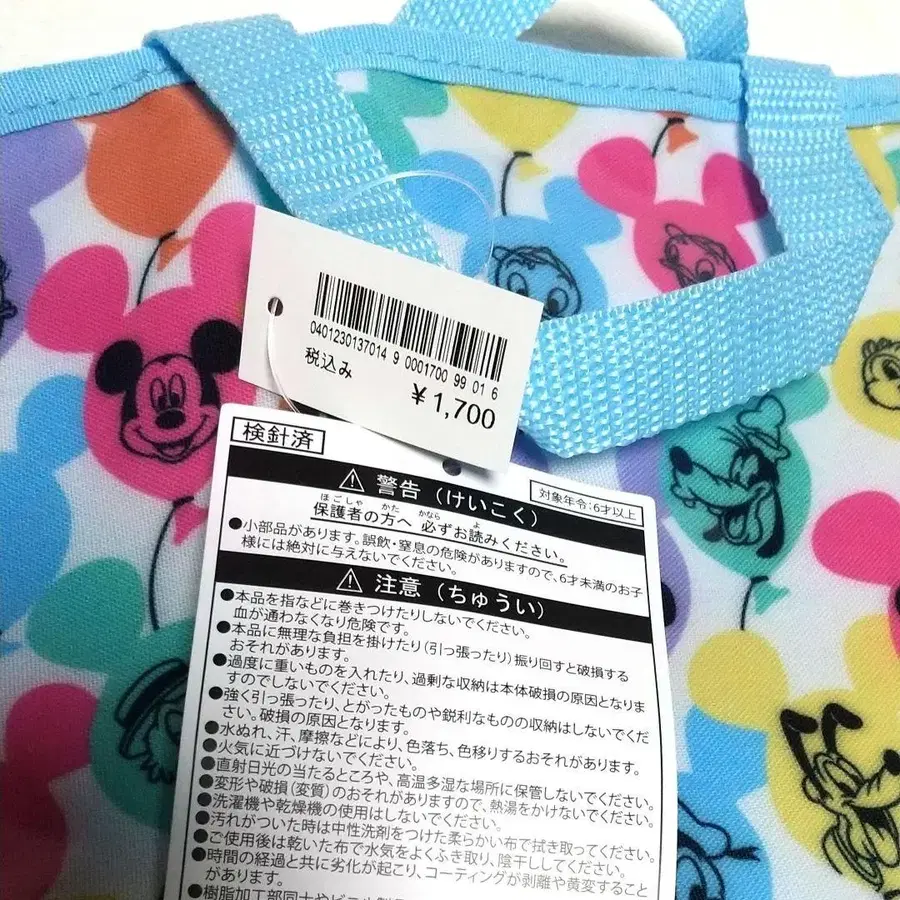 0401230137014 9 0001700 99 01 6
税込み
¥1,700
検針済
警告（けいこく）
対象年令:6才以上
ほごしゃ かた かなら よ
保護者の方へ 必ずお読みください。
●小部品があります。誤飲・窒息の危険がありますので、6才未満のお子
様には絶対に与えないでください。
注意（ちゅうい）
●本品を指などに巻きつけたりしないでください。
血が通わなくなり危険です。
●本品に無理な負担を掛けたり（引っ張ったり）振り回すと破損する
おそれがあります。
●過度に重いものを入れたり、過剰な収納は本体破損の原因となりま
すのでしないでください。
●強く引っ張ったり、とがったものや鋭利なものの収納はしないでくだ
さい。破損の原因となります。
●水ぬれ、汗、摩擦などにより、色落ち、色移りするおそれがあります。
●火気に近づけないでください。
●直射日光の当たるところや、高温多湿な場所に保管しないでください。
●変形や破損（変質）のおそれがありますので、熱湯をかけないでください。
●洗濯機や乾燥機の使用はしないでください。
●汚れがついた時は中性洗剤をつけた柔らかい布で拭き取ってください。
●ご使用後は乾いた布で水気をよくふき取り、陰干ししてください。
●時間の経過と共に劣化が起こり、コーティングが剥離や黄変すること
があります。
●樹脂加工部同士やビニル製